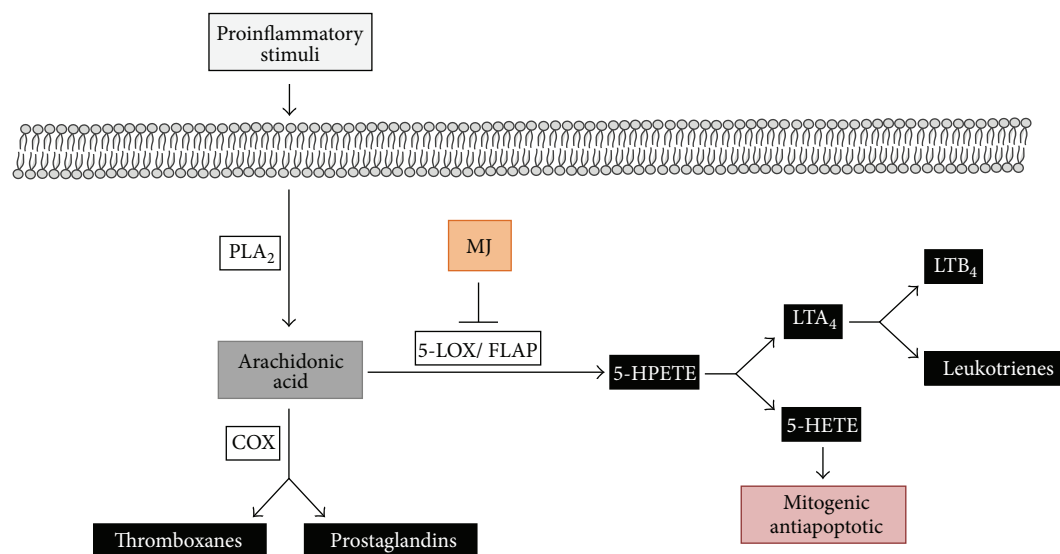 Proinflammatory
stimuli
PLA₂
MJ
LTB₄
LTA₄
5-LOX/ FLAP
Arachidonic
acid
5-HPETE
Leukotrienes
5-HETE
COX
Mitogenic
antiapoptotic
Thromboxanes
Prostaglandins